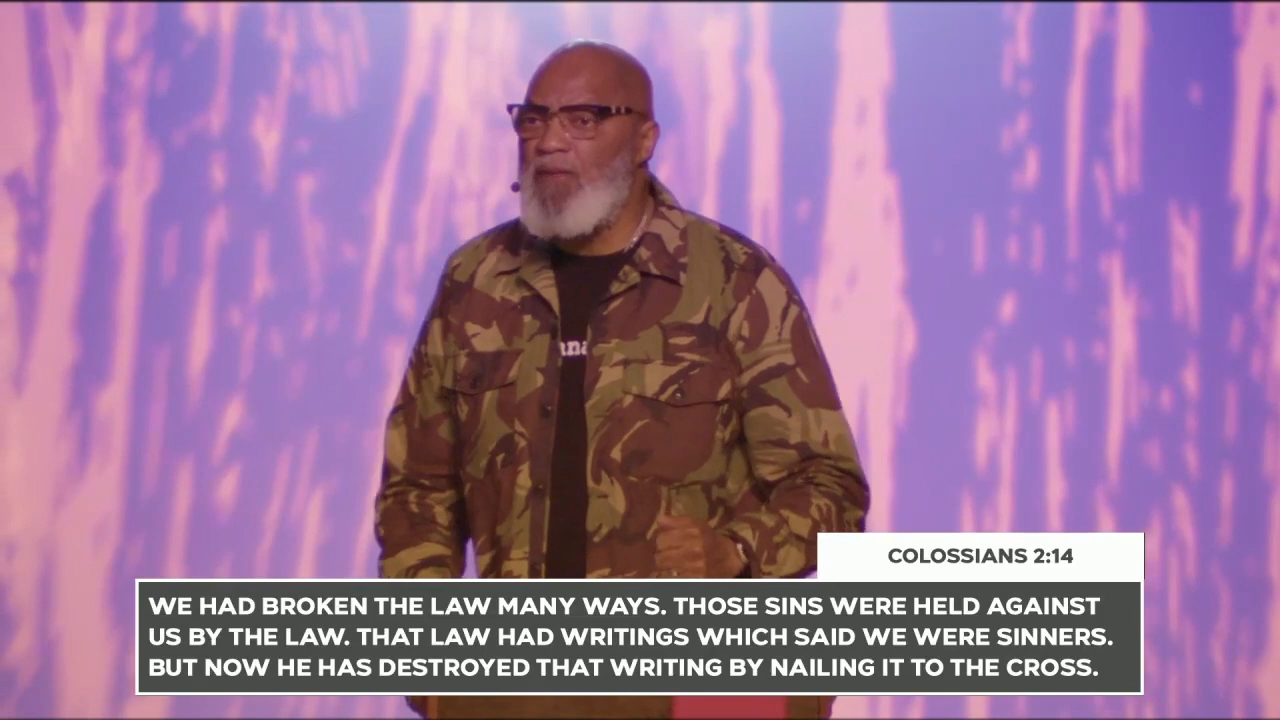 COLOSSIANS 2:14
WE HAD BROKEN THE LAW MANY WAYS. THOSE SINS WERE HELD AGAINST
US BY THE LAW. THAT LAW HAD WRITINGS WHICH SAID WE WERE SINNERS.
BUT NOW HE HAS DESTROYED THAT WRITING BY NAILING IT TO THE CROSS.